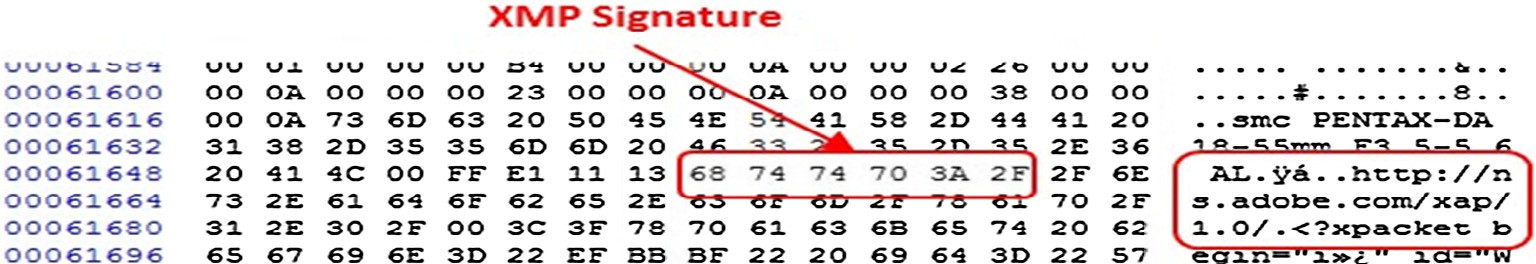 XMP Signature
00061584 00 01 00 00 00 B4 00 00 00 0A 00 00 02 26 00 00 ..... .......&..
00061600 00 0A 00 00 00 23 00 00 00 0A 00 00 00 38 00 00 .....#.......8..
00061616 00 0A 73 6D 63 20 50 45 4E 54 41 58 2D 44 41 20 ..smc PENTAX-DA
00061632 31 38 2D 35 35 6D 6D 20 46 33 35 2D 35 2E 36 18-55mm F3.5-5.6
00061648 20 41 4C 00 FF E1 11 13 68 74 74 70 3A 2F 2F 6E AL.ÿá..http://n
00061664 73 2E 61 64 6F 62 65 2E 63 6F 6D 2F 78 61 70 2F s.adobe.com/xap/
00061680 31 2E 30 2F 00 3C 3F 78 70 61 63 6B 65 74 20 62 1.0/.<?xpacket b
00061696 65 67 69 6E 3D 22 EF BB BF 22 20 69 64 3D 22 57 egin="ï»¿" id="W